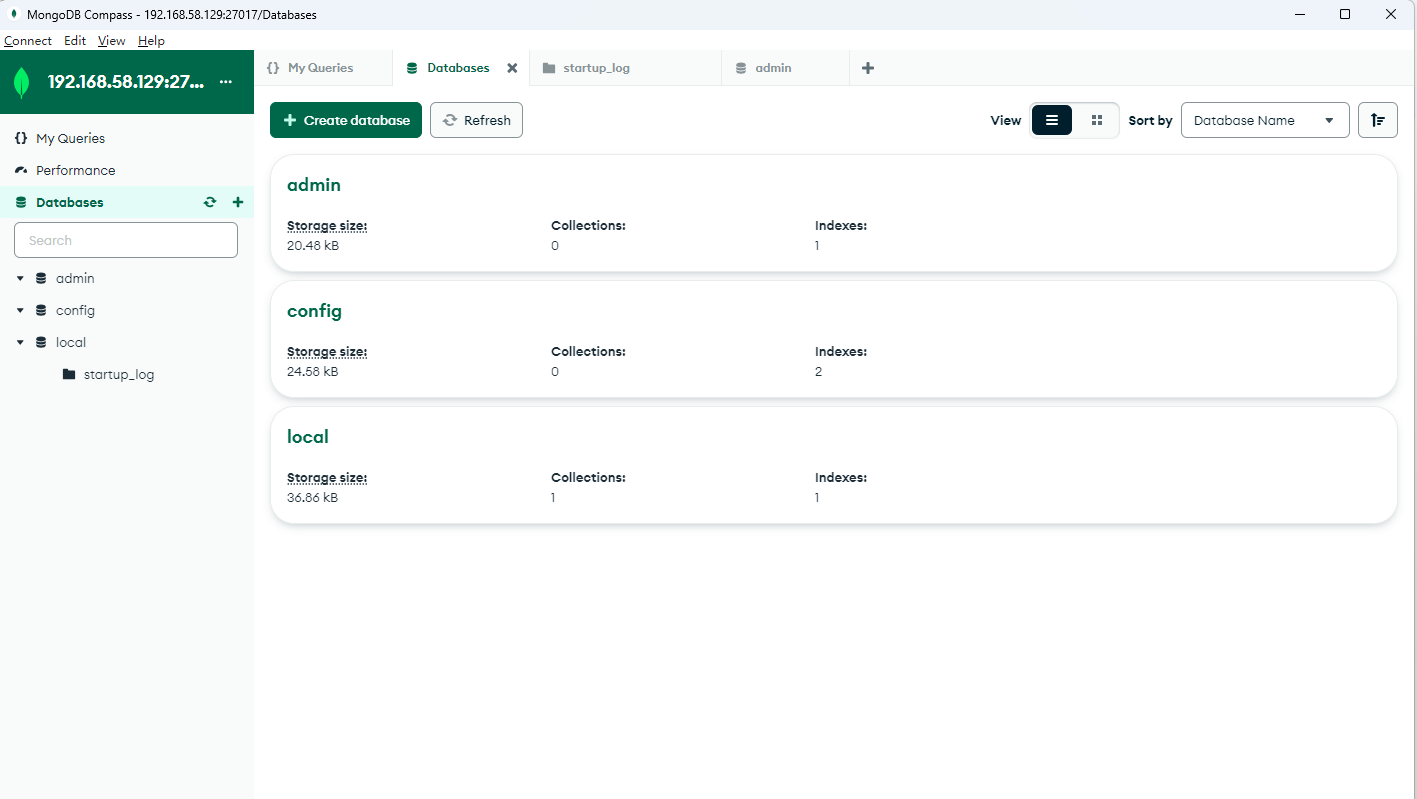 MongoDB Compass - 192.168.58.129:27017/Databases
Connect Edit View Help
192.168.58.129:27... ...
My Queries
Performance
Databases
Search
admin
config
local
startup_log
{} My Queries Databases startup_log admin
Create database Refresh View Sort by Database Name
admin
Storage size: Collections: Indexes:
20.48 kB 0 1
config
Storage size: Collections: Indexes:
24.58 kB 0 2
local
Storage size: Collections: Indexes:
36.86 kB 1 1